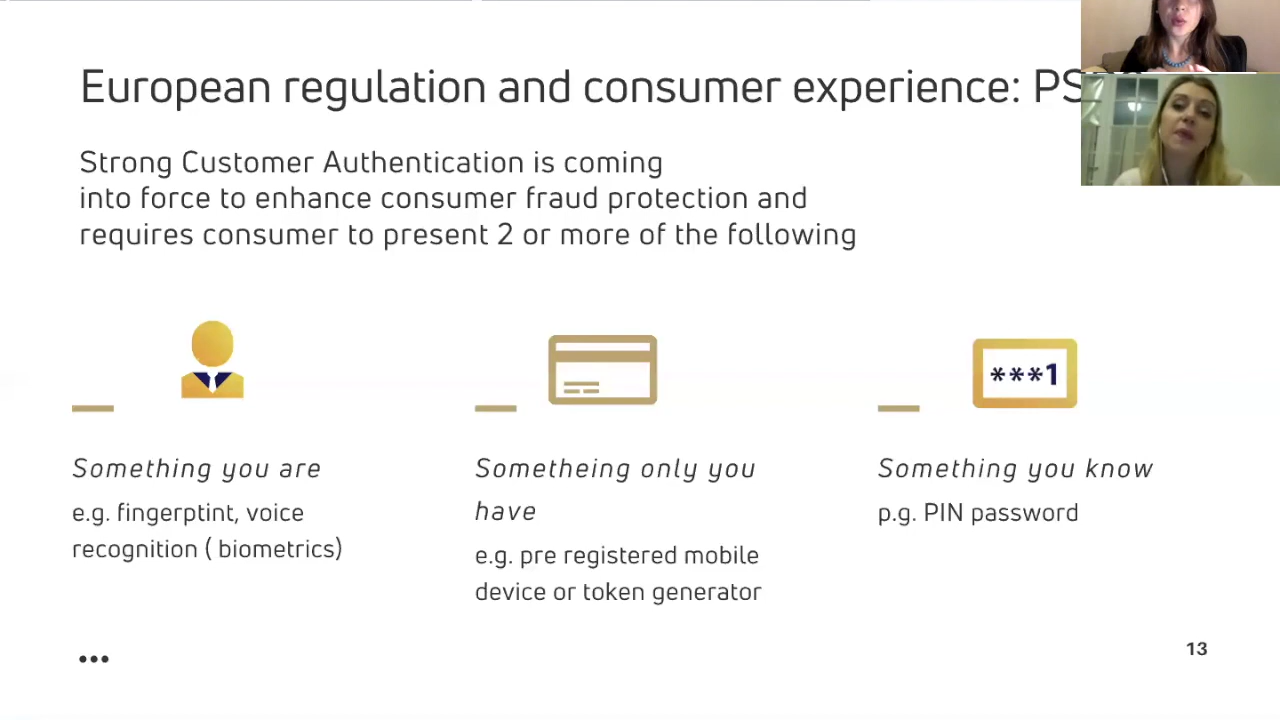 European regulation and consumer experience:
Strong Customer Authentication is coming
into force to enhance consumer fraud protection and
requires consumer to present 2 or more of the following
***1
Something you are
e.g. fingerptint, voice
recognition ( biometrics)
Sometheing only you
have
e.g. pre registered mobile
device or token generator
Something you know
p.g. PIN password
13